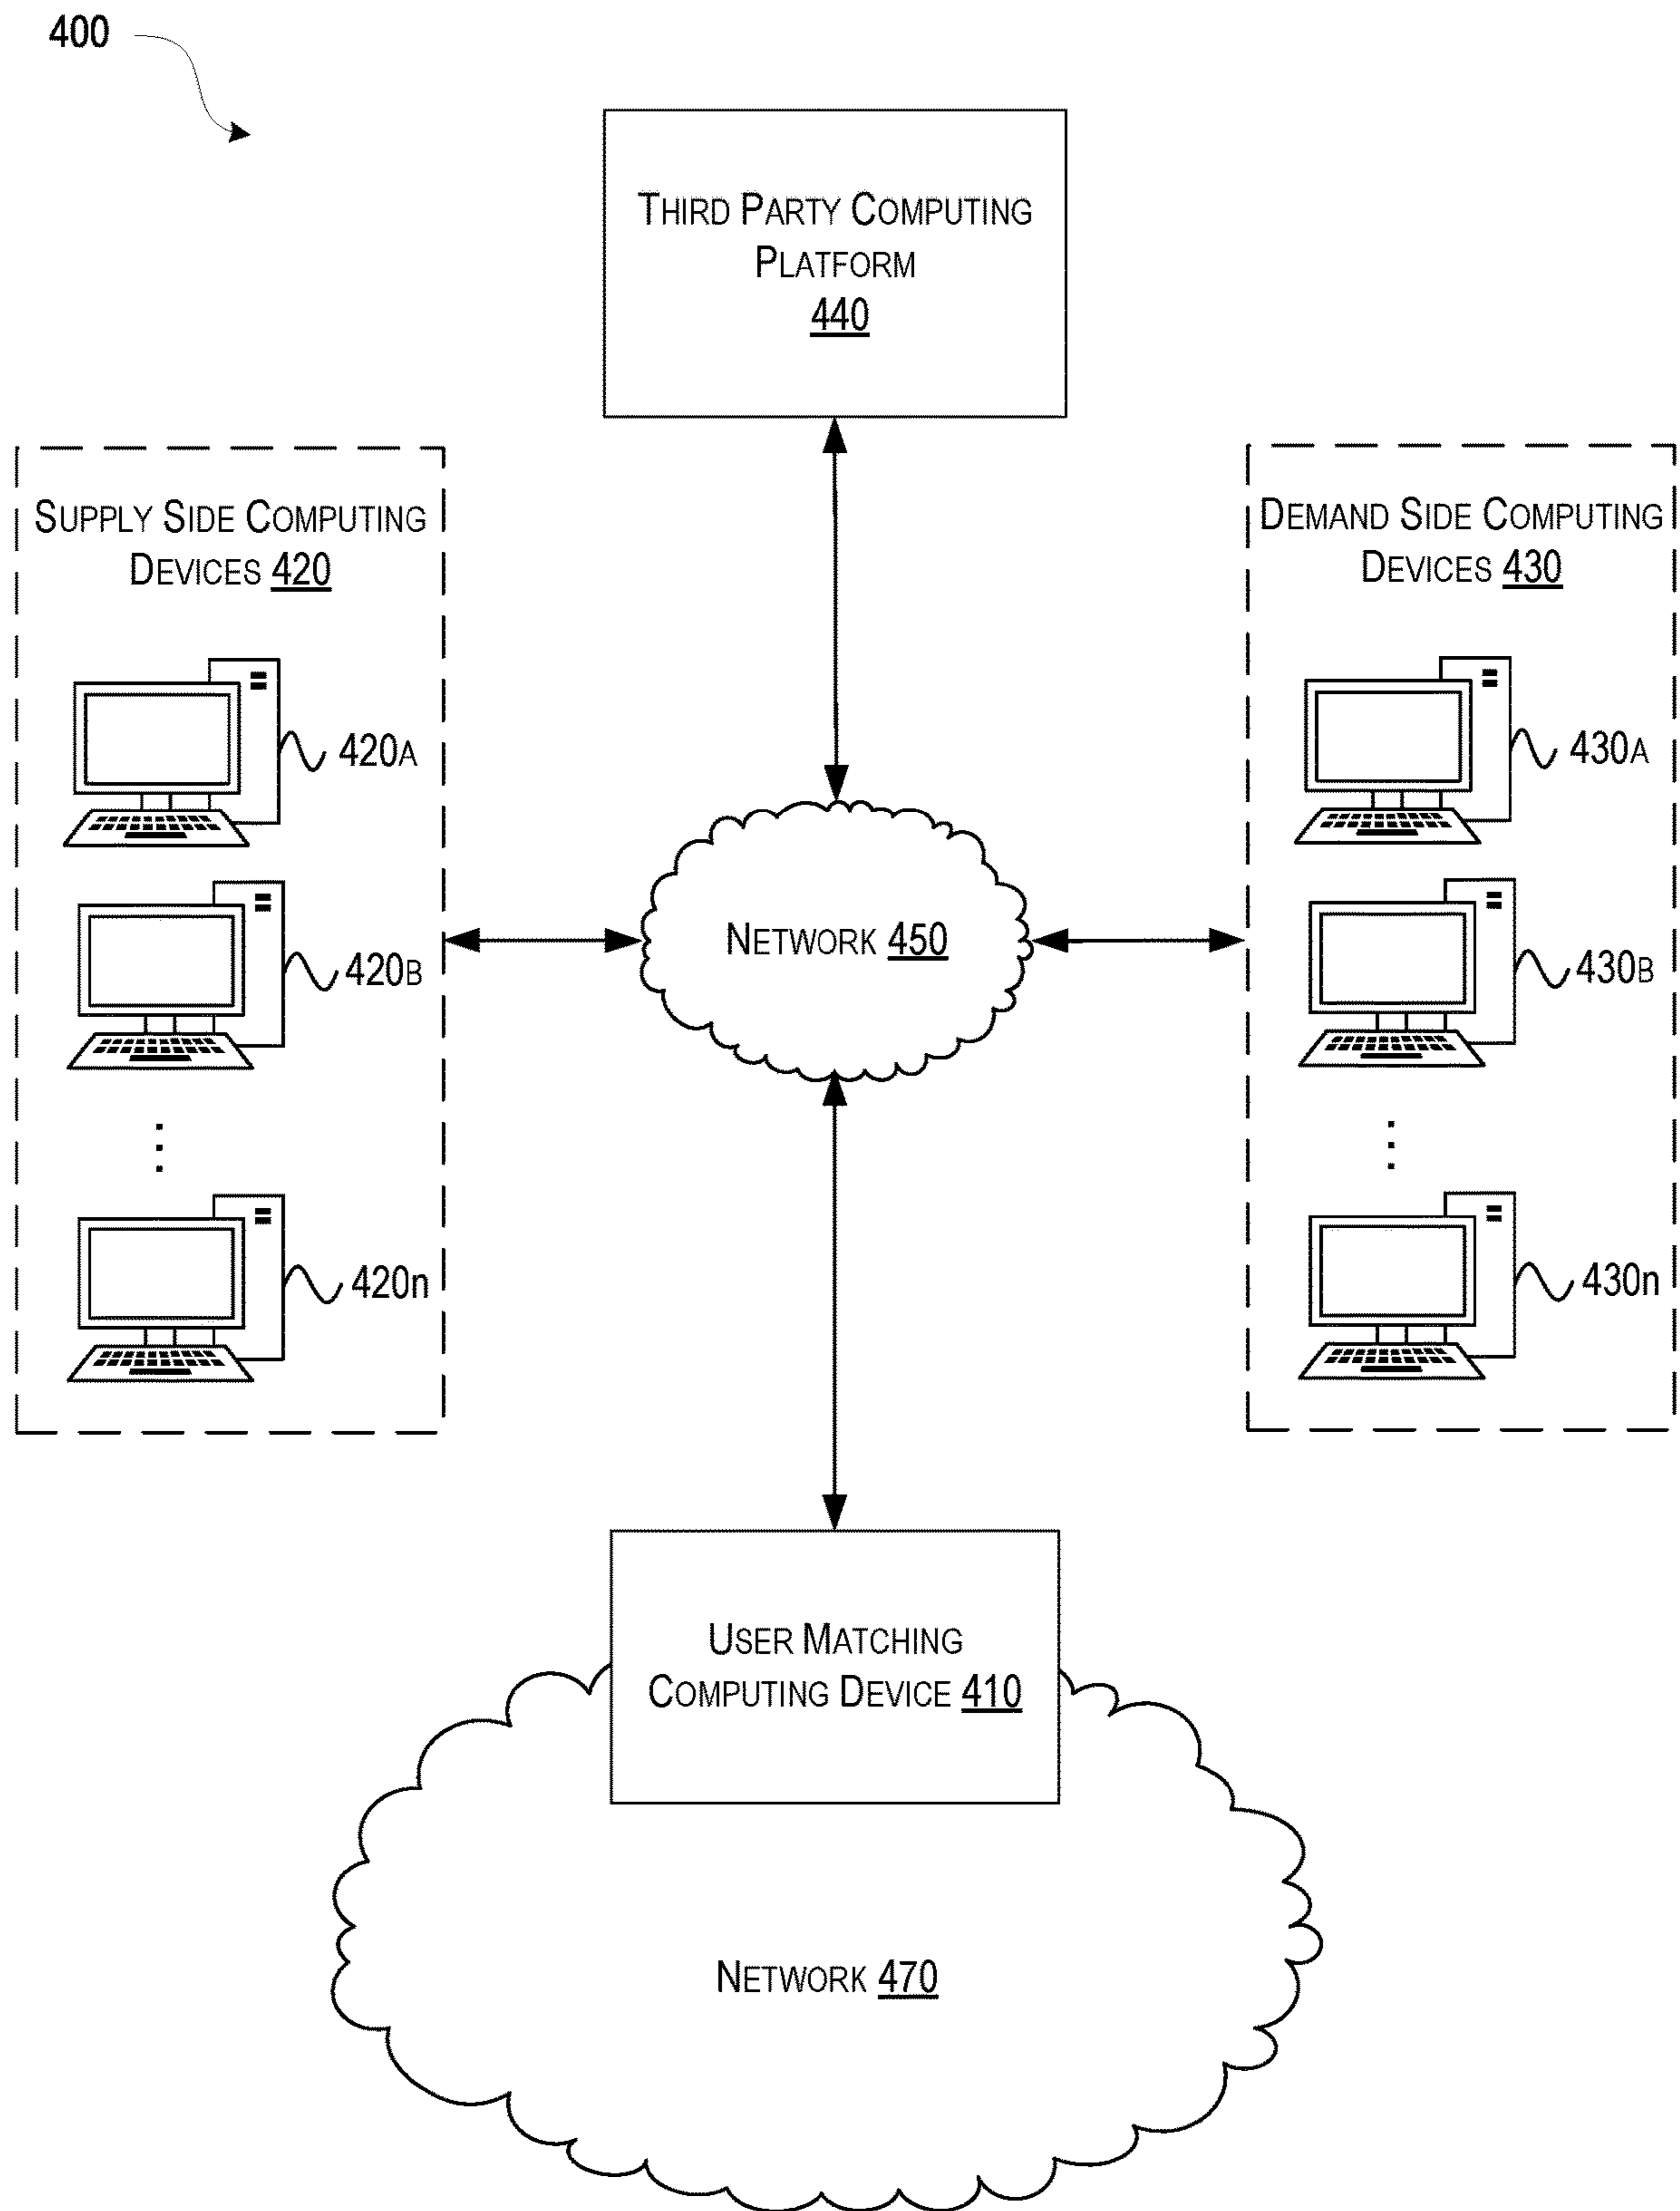 400
THIRD PARTY COMPUTING
PLATFORM
440
SUPPLY SIDE COMPUTING
DEVICES 420
420A
420B
420n
DEMAND SIDE COMPUTING
DEVICES 430
430A
430B
430n
NETWORK 450
USER MATCHING
COMPUTING DEVICE 410
NETWORK 470